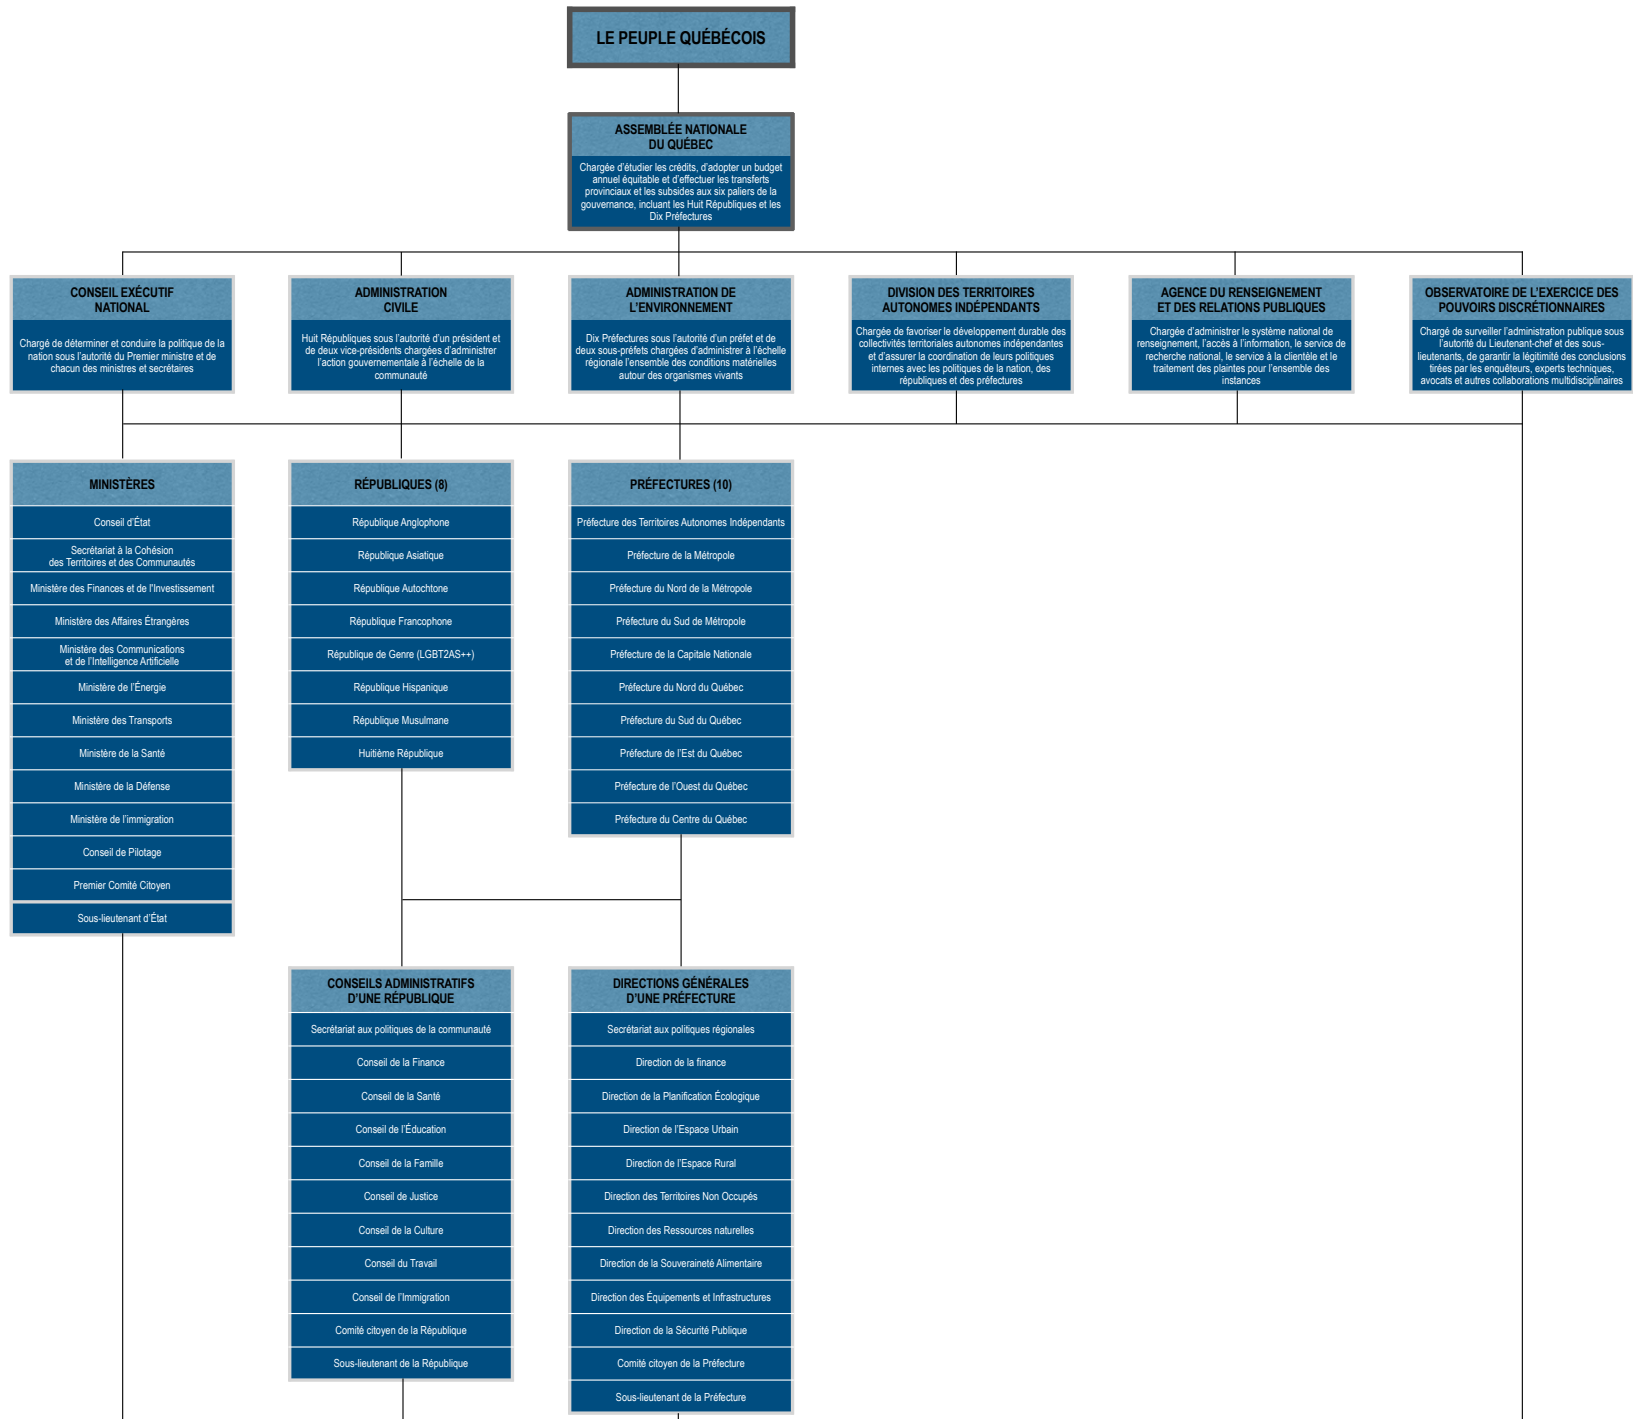 LE PEUPLE QUÉBÉCOIS
ASSEMBLÉE NATIONALE
DU QUÉBEC
Chargée d'étudier les crédits, d'adopter un budget
annuel équitable et d'effectuer les transferts
provinciaux et les subsides aux six paliers de la
gouvernance, incluant les Huit Républiques et les
Dix Préfectures
CONSEIL EXÉCUTIF
NATIONAL
Chargé de déterminer et conduire la politique de la
nation sous l'autorité du Premier ministre et de
chacun des ministres et secrétaires
ADMINISTRATION
CIVILE
Huit Républiques sous l'autorité d'un président et
de deux vice-présidents chargées d'administrer
l'action gouvernementale à l'échelle de la
communauté
ADMINISTRATION DE
L'ENVIRONNEMENT
Dix Préfectures sous l'autorité d'un préfet et de
deux sous-préfets chargées d'administrer à l'échelle
régionale l'ensemble des conditions matérielles
autour des organismes vivants
DIVISION DES TERRITOIRES
AUTONOMES INDÉPENDANTS
Chargée de favoriser le développement durable des
collectivités territoriales autonomes indépendantes
et d'assurer la coordination de leurs politiques
internes avec les politiques de la nation, des
républiques et des préfectures
AGENCE DU RENSEIGNEMENT
ET DES RELATIONS PUBLIQUES
Chargée d'administrer le système national de
renseignement, l'accès à l'information, le service de
recherche national, le service à la clientèle et le
traitement des plaintes pour l'ensemble des
instances
OBSERVATOIRE DE L'EXERCICE DES
POUVOIRS DISCRÉTIONNAIRES
Chargé de surveiller l'administration publique sous
l'autorité du Lieutenant-chef et des sous-
lieutenants, de garantir la légitimité des conclusions
tirées par les enquêteurs, experts techniques,
avocats et autres collaborations multidisciplinaires
MINISTÈRES
Conseil d'État
Secrétariat à la Cohésion
des Territoires et des Communautés
Ministère des Finances et de l'Investissement
Ministère des Affaires Étrangères
Ministère des Communications
et de l'Intelligence Artificielle
Ministère de l'Énergie
Ministère des Transports
Ministère de la Santé
Ministère de la Défense
Ministère de l'immigration
Conseil de Pilotage
Premier Comité Citoyen
Sous-lieutenant d'État
RÉPUBLIQUES (8)
République Anglophone
République Asiatique
République Autochtone
République Francophone
République de Genre (LGBT2AS++)
République Hispanique
République Musulmane
Huitième République
PRÉFECTURES (10)
Préfecture des Territoires Autonomes Indépendants
Préfecture de la Métropole
Préfecture du Nord de la Métropole
Préfecture du Sud de Métropole
Préfecture de la Capitale Nationale
Préfecture du Nord du Québec
Préfecture du Sud du Québec
Préfecture de l'Est du Québec
Préfecture de l'Ouest du Québec
Préfecture du Centre du Québec
CONSEILS ADMINISTRATIFS
D'UNE RÉPUBLIQUE
Secrétariat aux politiques de la communauté
Conseil de la Finance
Conseil de la Santé
Conseil de l'Éducation
Conseil de la Famille
Conseil de Justice
Conseil de la Culture
Conseil du Travail
Conseil de l'Immigration
Comité citoyen de la République
Sous-lieutenant de la République
DIRECTIONS GÉNÉRALES
D'UNE PRÉFECTURE
Secrétariat aux politiques régionales
Direction de la finance
Direction de la Planification Écologique
Direction de l'Espace Urbain
Direction de l'Espace Rural
Direction des Territoires Non Occupés
Direction des Ressources naturelles
Direction de la Souveraineté Alimentaire
Direction des Équipements et Infrastructures
Direction de la Sécurité Publique
Comité citoyen de la Préfecture
Sous-lieutenant de la Préfecture